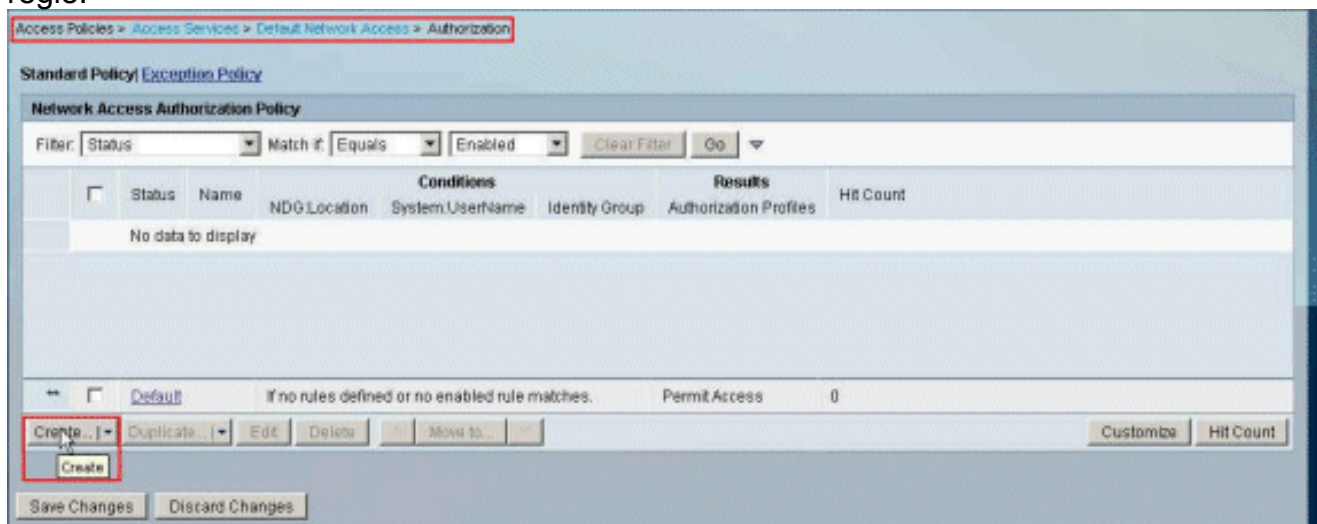 regio.
Access Policies > Access Services > Default Network Access > Authorization
Standard Policy| Exception Policy
Network Access Authorization Policy
Filter: Status Match if: Equals Enabled Clear Filter Go
Conditions Results
Status Name NDG:Location System:UserName Identity Group Authorization Profiles Hit Count
No data to display
Default If no rules defined or no enabled rule matches. Permit Access 0
Create... Duplicate... Edit Delete Move to... Customize Hit Count
Create
Save Changes Discard Changes